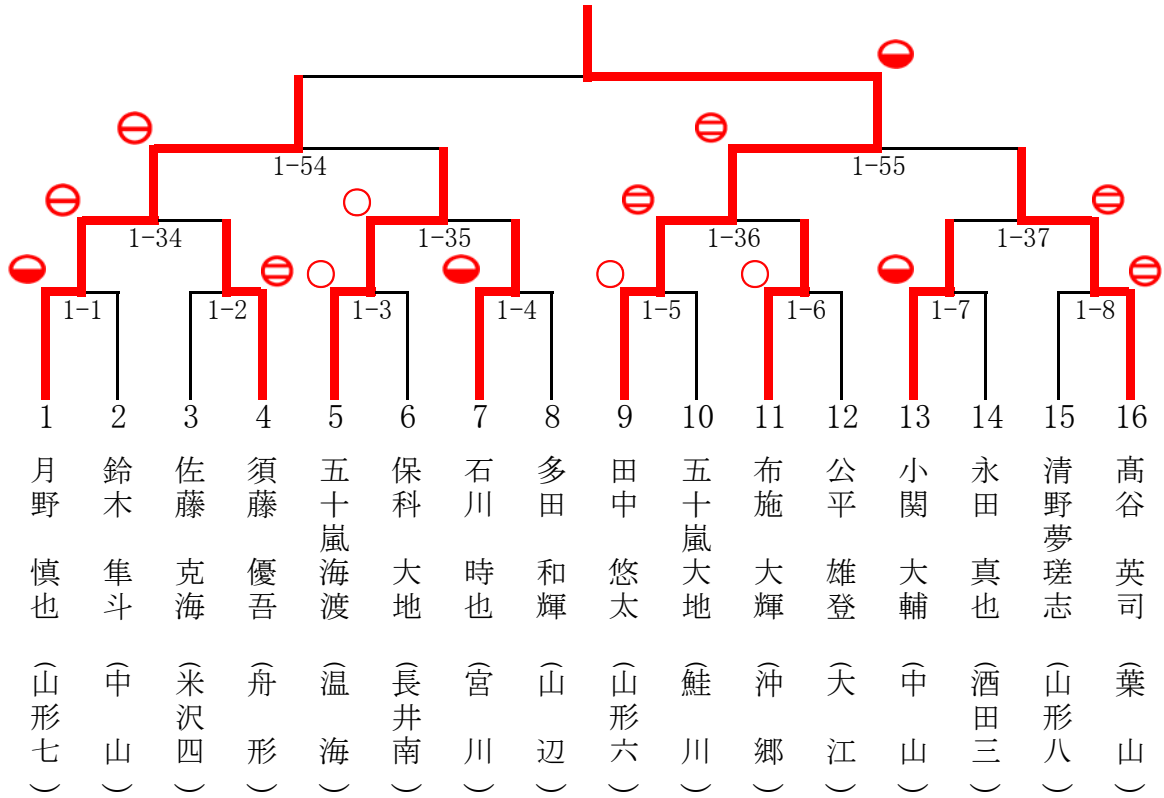 1-54
1-55
1-34
1-35
1-36
1-37
1-1
1-2
1-3
1-4
1-5
1-6
1-7
1-8
1
2
3
4
5
6
7
8
9
10
11
12
13
14
15
16
月野 慎也 (山形七)
鈴木 隼斗 (中 山)
佐藤 克海 (米沢四)
須藤 優吾 (舟 形)
五十嵐海渡 (温 海)
保科 大地 (長井南)
石川 時也 (宮 川)
多田 和輝 (山 辺)
田中 悠太 (山形六)
五十嵐大地 (鮭 川)
布施 大輝 (沖 郷)
公平 雄登 (大 江)
小関 大輔 (中 山)
永田 真也 (酒田三)
清野夢瑳志 (山形八)
髙谷 英司 (葉 山)